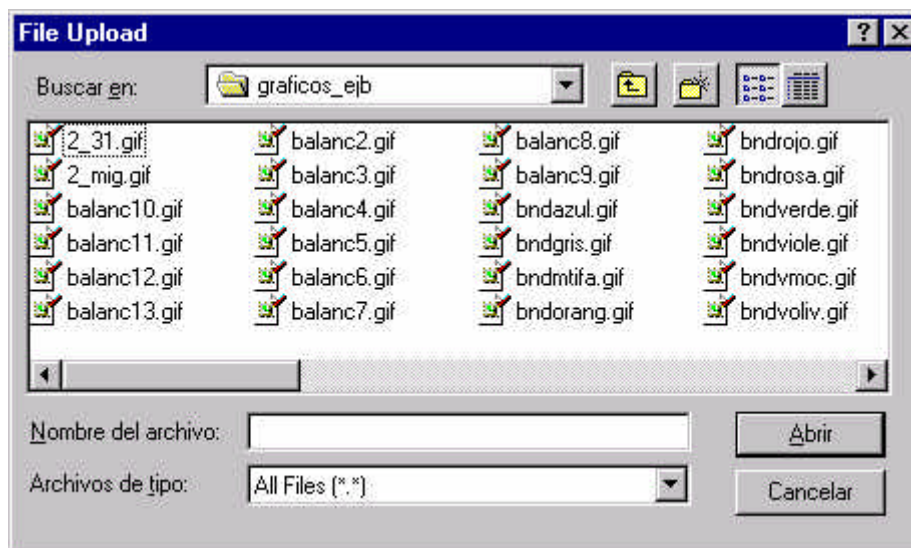 File Upload
Buscar en: graficos_ejb
2_31.gif balanc2.gif balanc8.gif bndrojo.gif
2_mig.gif balanc3.gif balanc9.gif bndrosa.gif
balanc10.gif balanc4.gif bndazul.gif bndverde.gif
balanc11.gif balanc5.gif bndgris.gif bndviole.gif
balanc12.gif balanc6.gif bndmtifa.gif bndvmoc.gif
balanc13.gif balanc7.gif bndorang.gif bndvoliv.gif
Nombre del archivo: Abrir
Archivos de tipo: All Files (*.*) Cancelar